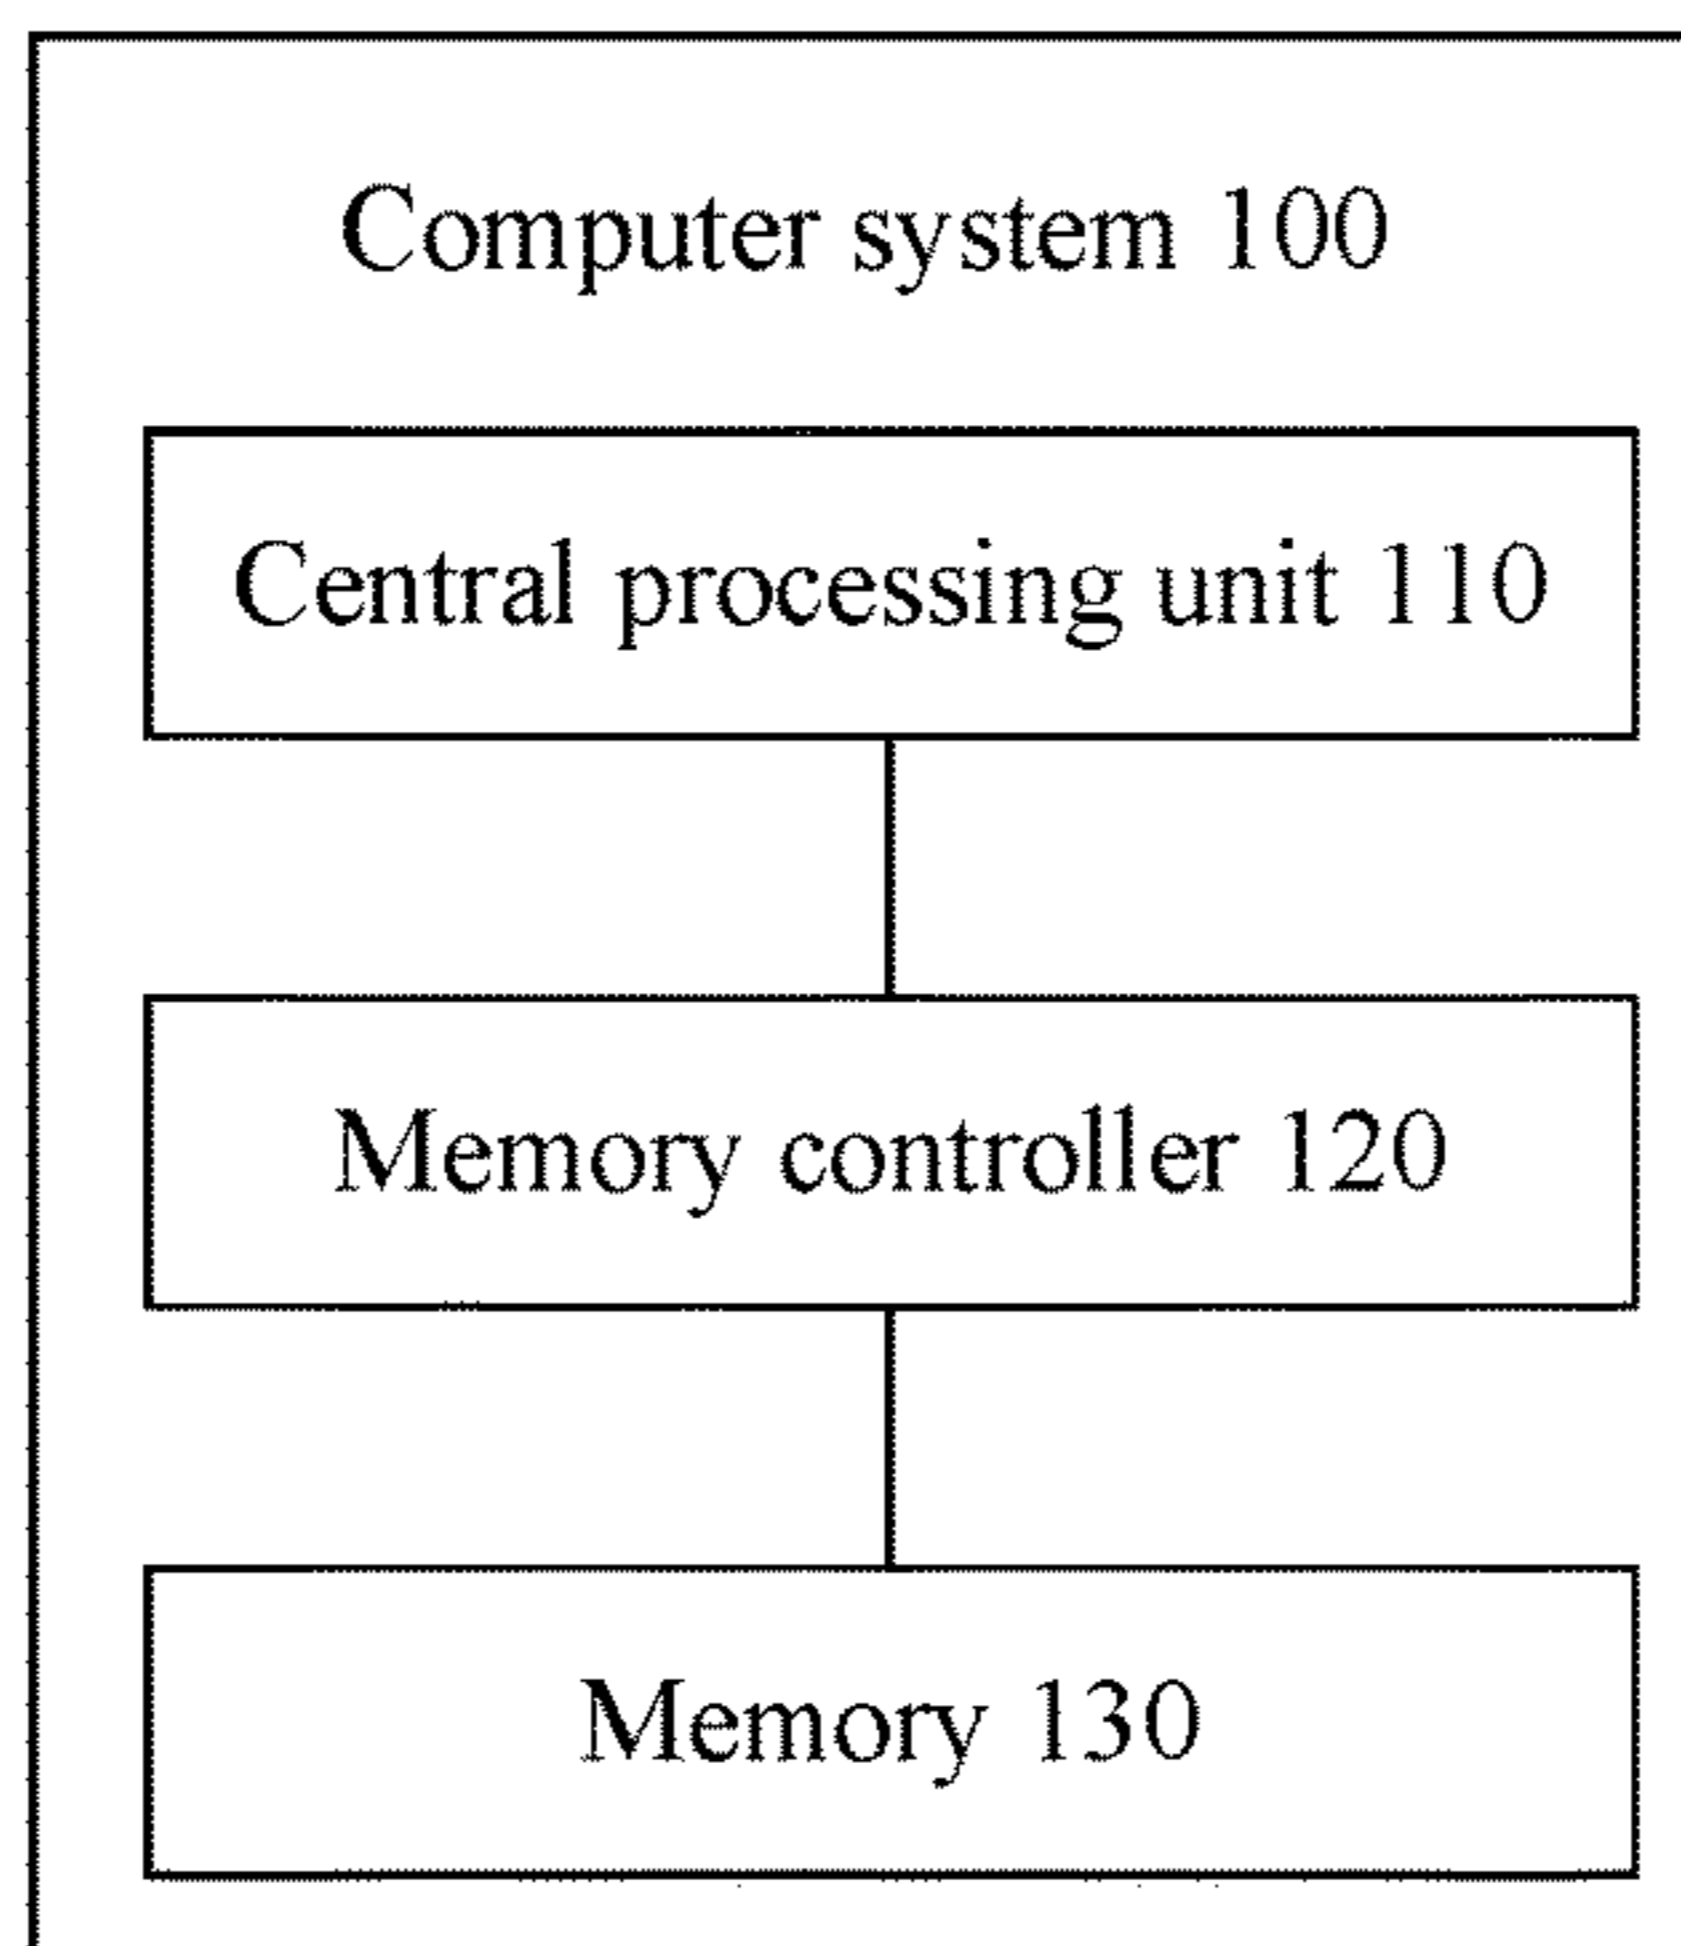 Computer system 100
Central processing unit 110
Memory controller 120
Memory 130